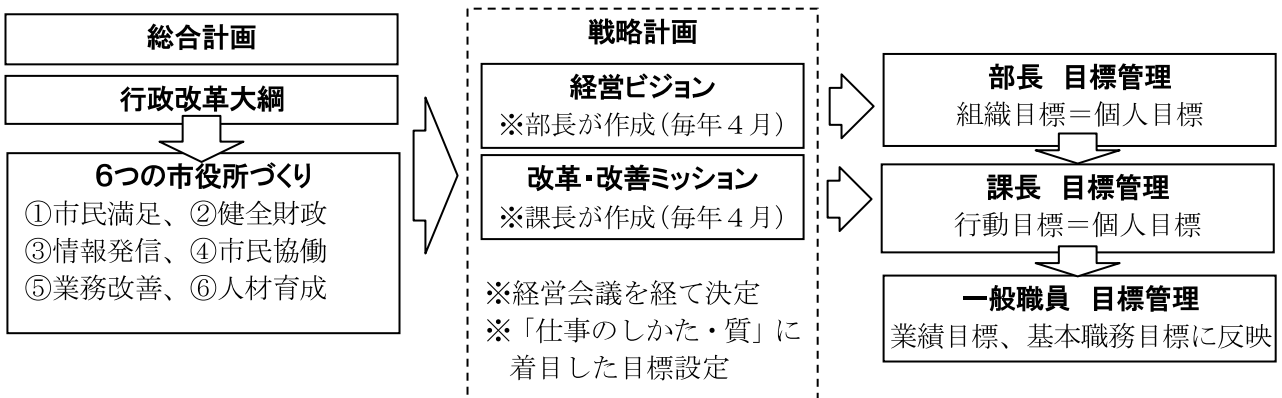 総合計画
行政改革大綱
6つの市役所づくり
①市民満足、②健全財政
③情報発信、④市民協働
⑤業務改善、⑥人材育成
戦略計画
経営ビジョン
※部長が作成（毎年４月）
改革・改善ミッション
※課長が作成（毎年４月）
※経営会議を経て決定
※「仕事のしかた・質」に
着目した目標設定
部長　目標管理
組織目標＝個人目標
課長　目標管理
行動目標＝個人目標
一般職員　目標管理
業績目標、基本職務目標に反映